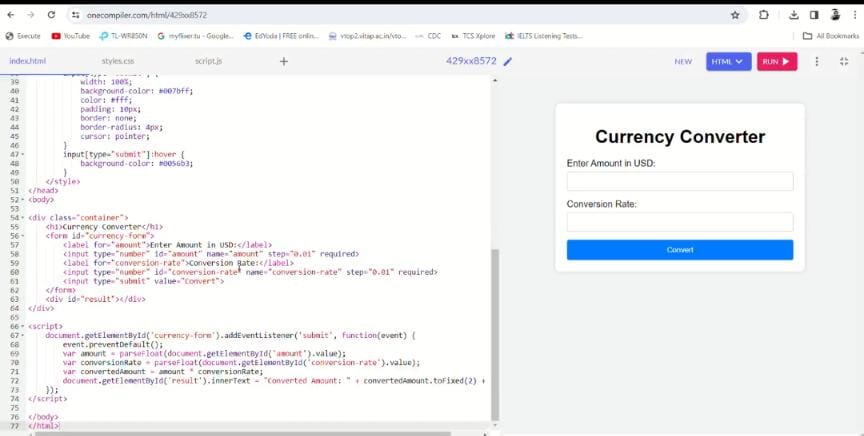 onecompiler.com/html/429xx8572
Execute YouTube TL-WR850N myfixer.tu - Google... EdYoda | FREE onlin... vtop2.vitap.ac.in/vto... CDC TCS Xplore IELTS Listening Tests... All Bookmarks
index.html styles.css script.js + 429xx8572 NEW HTML RUN
39 width: 100%;
40 background-color: #007bff;
41 color: #fff;
42 padding: 10px;
43 border: none;
44 border-radius: 4px;
45 cursor: pointer;
46 }
47 input[type="submit"]:hover {
48 background-color: #0056b3;
49 }
50 </style>
51 </head>
52 <body>
53
54 <div class="container">
55 <h1>Currency Converter</h1>
56 <form id="currency-form">
57 <label for="amount">Enter Amount in USD:</label>
58 <input type="number" id="amount" name="amount" step="0.01" required>
59 <label for="conversion-rate">Conversion Rate:</label>
60 <input type="number" id="conversion-rate" name="conversion-rate" step="0.01" required>
61 <input type="submit" value="Convert">
62 </form>
63 <div id="result"></div>
64 </div>
65
66 <script>
67 document.getElementById('currency-form').addEventListener('submit', function(event) {
68 event.preventDefault();
69 var amount = parseFloat(document.getElementById('amount').value);
70 var conversionRate = parseFloat(document.getElementById('conversion-rate').value);
71 var convertedAmount = amount * conversionRate;
72 document.getElementById('result').innerText = "Converted Amount: " + convertedAmount.toFixed(2) +
73 });
74 </script>
75
76 </body>
77 </html>
Currency Converter
Enter Amount in USD:
Conversion Rate:
Convert